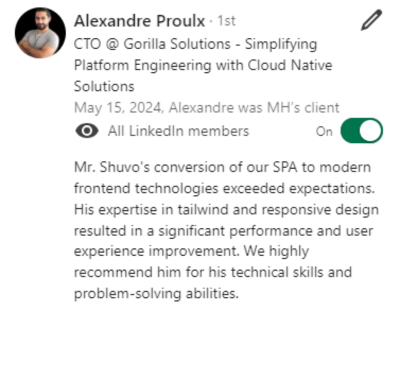 Alexandre Proulx · 1st
CTO @ Gorilla Solutions - Simplifying
Platform Engineering with Cloud Native
Solutions
May 15, 2024, Alexandre was MH's client
All LinkedIn members On
Mr. Shuvo's conversion of our SPA to modern
frontend technologies exceeded expectations.
His expertise in tailwind and responsive design
resulted in a significant performance and user
experience improvement. We highly
recommend him for his technical skills and
problem-solving abilities.